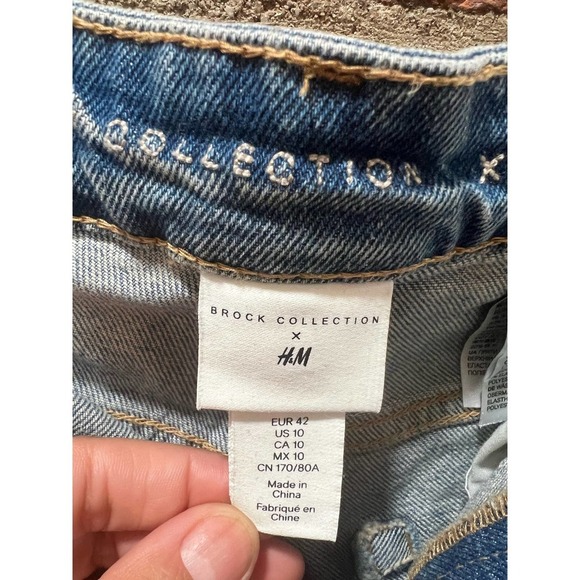 COLLECTION X
BROCK COLLECTION
×
H&M
EUR 42
US 10
CA 10
MX 10
CN 170/80A
Made in
China
Fabriqué en
Chine